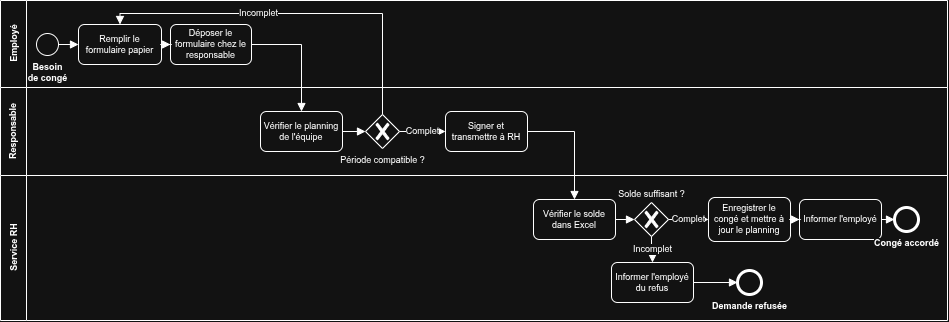 Employé
Incomplet
Remplir le
formulaire papier
Déposer le
formulaire chez le
responsable
Besoin
de congé
Responsable
Vérifier le planning
de l'équipe
Complet
Période compatible ?
Signer et
transmettre à RH
Service RH
Vérifier le solde
dans Excel
Solde suffisant ?
Complet
Incomplet
Enregistrer le
congé et mettre à
jour le planning
Informer l'employé
Congé accordé
Informer l'employé
du refus
Demande refusée